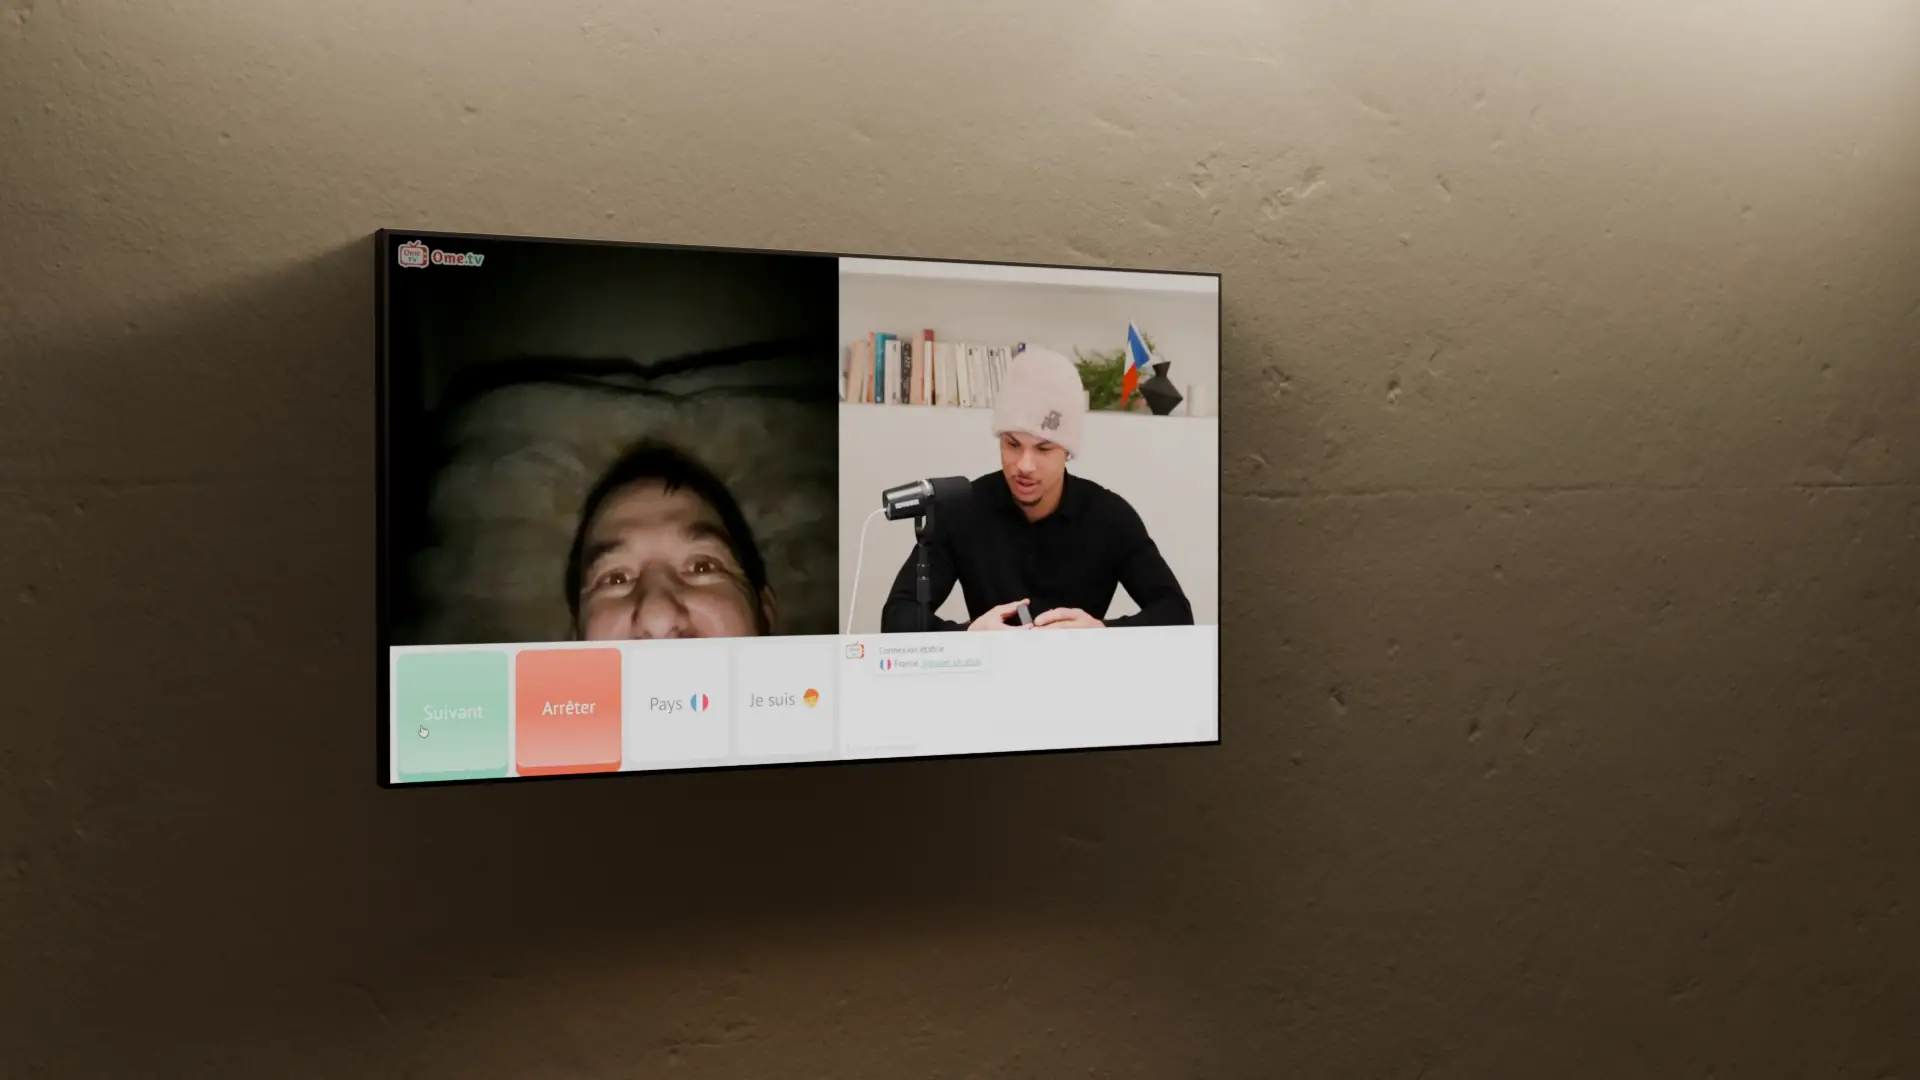 Ome.tv
Connexion établie
France
Suivant
Arrêter
Pays
Je suis